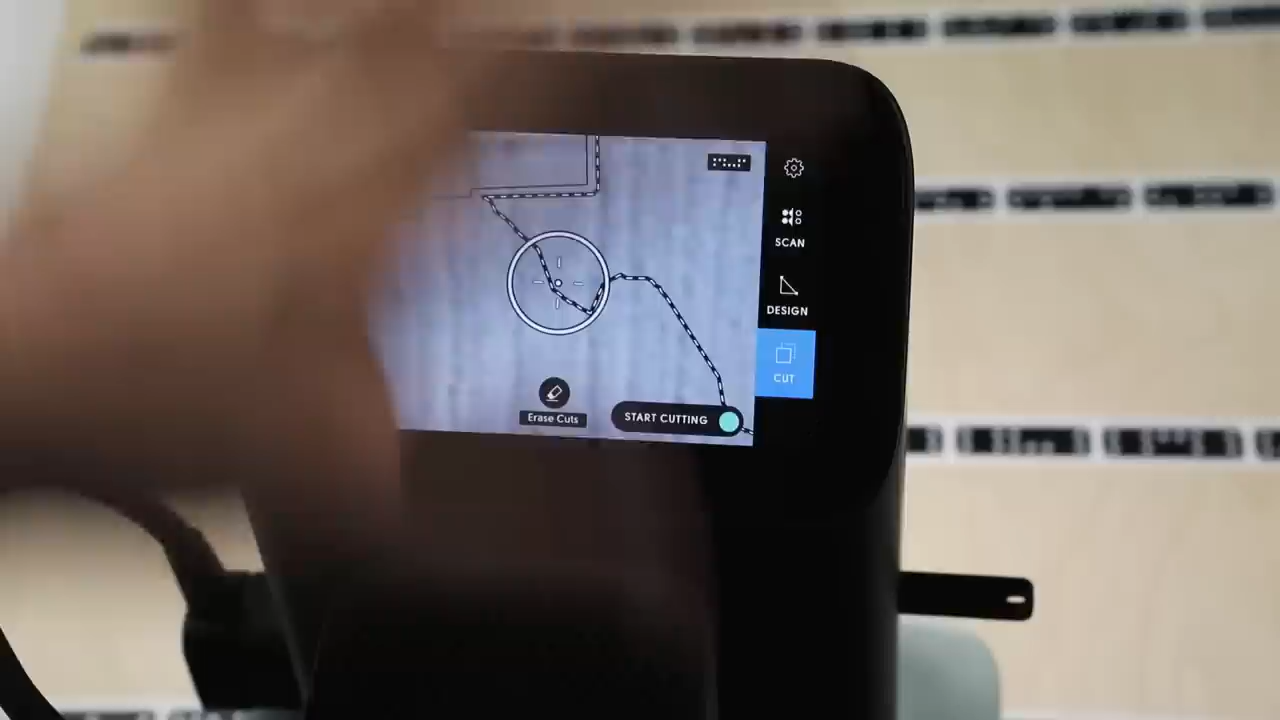 SCAN
DESIGN
CUT
Erase Cuts
START CUTTING